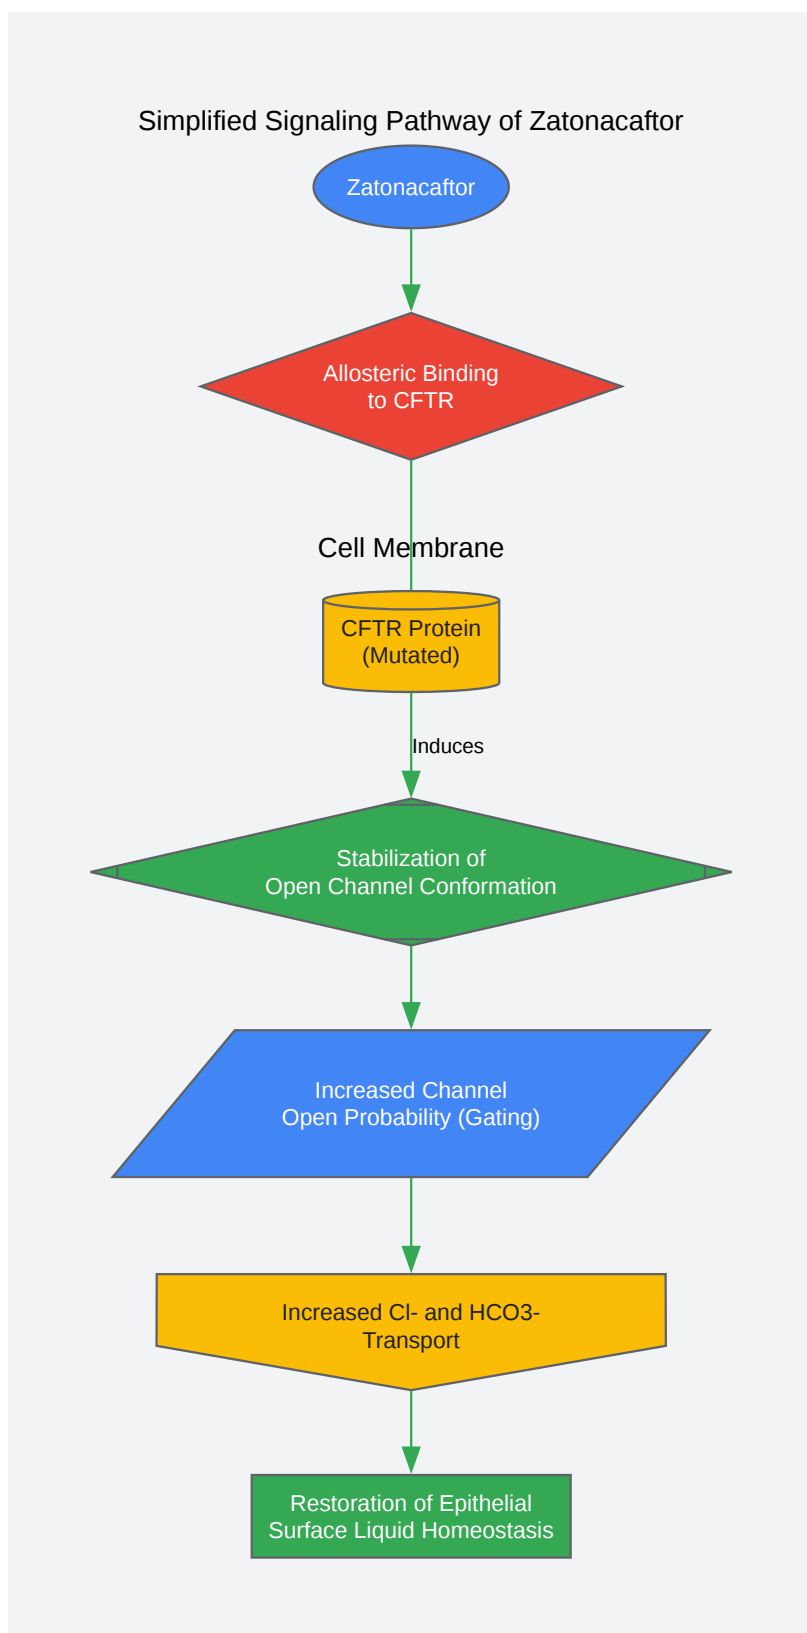 Simplified Signaling Pathway of Zatonacaftor
Zatonacaftor
Allosteric Binding
to CFTR
Cell Membrane
CFTR Protein
(Mutated)
Induces
Stabilization of
Open Channel Conformation
Increased Channel
Open Probability (Gating)
Increased Cl- and HCO3-
Transport
Restoration of Epithelial
Surface Liquid Homeostasis